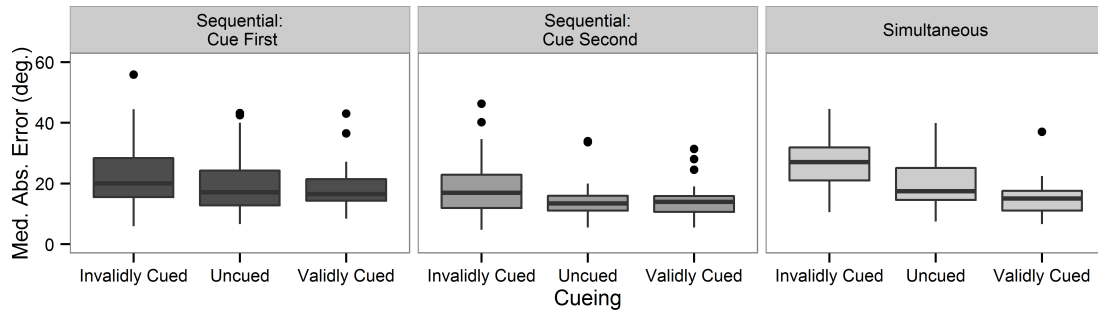 Sequential:
Cue First
Sequential:
Cue Second
Simultaneous
Med. Abs. Error (deg.)
60
40
20
0
Invalidly Cued
Uncued
Validly Cued
Invalidly Cued
Uncued
Validly Cued
Invalidly Cued
Uncued
Validly Cued
Cueing